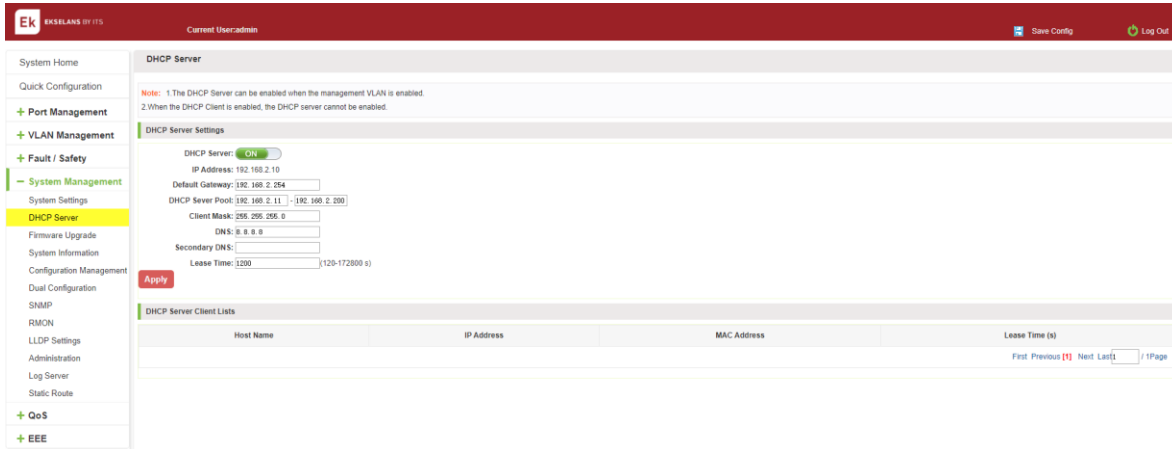 Ek EKSELANS BY ITS
Current User:admin
Save Config
Log Out
System Home
Quick Configuration
+ Port Management
+ VLAN Management
+ Fault / Safety
− System Management
System Settings
DHCP Server
Firmware Upgrade
System Information
Configuration Management
Dual Configuration
SNMP
RMON
LLDP Settings
Administration
Log Server
Static Route
+ QoS
+ EEE
DHCP Server
Note: 1.The DHCP Server can be enabled when the management VLAN is enabled.
2.When the DHCP Client is enabled, the DHCP server cannot be enabled.
DHCP Server Settings
DHCP Server: ON
IP Address: 192.168.2.10
Default Gateway: 192.168.2.254
DHCP Sever Pool: 192.168.2.11 - 192.168.2.200
Client Mask: 255.255.255.0
DNS: 8.8.8.8
Secondary DNS:
Lease Time: 1200 (120-172800 s)
Apply
DHCP Server Client Lists
Host Name IP Address MAC Address Lease Time (s)
First Previous [1] Next Last 1 / 1Page